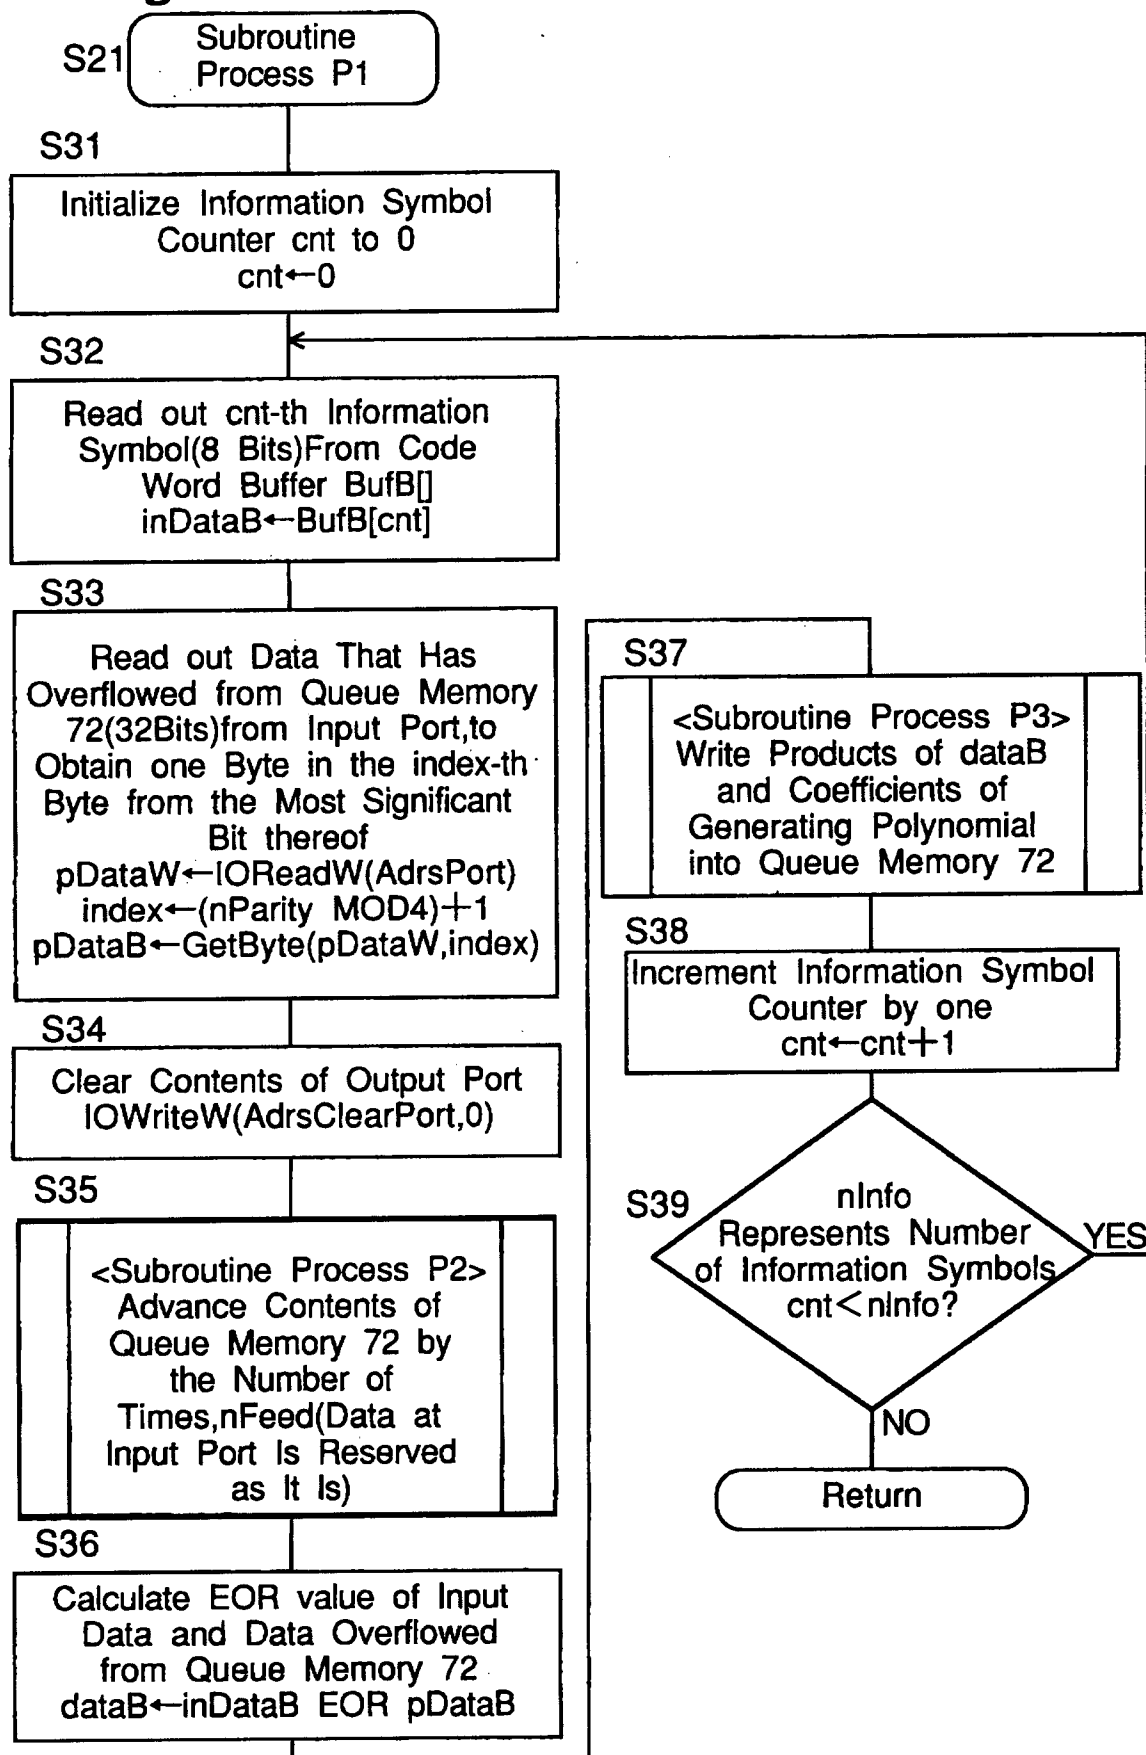 S21
Subroutine
Process P1
S31
Initialize Information Symbol
Counter cnt to 0
cnt←0
S32
Read out cnt-th Information
Symbol(8 Bits)From Code
Word Buffer BufB[]
inDataB←BufB[cnt]
S33
Read out Data That Has
Overflowed from Queue Memory
72(32Bits)from Input Port,to
Obtain one Byte in the index-th
Byte from the Most Significant
Bit thereof
pDataW←IOReadW(AdrsPort)
index←(nParity MOD4)+1
pDataB←GetByte(pDataW,index)
S34
Clear Contents of Output Port
IOWriteW(AdrsClearPort,0)
S35
<Subroutine Process P2>
Advance Contents of
Queue Memory 72 by
the Number of
Times,nFeed(Data at
Input Port Is Reserved
as It Is)
S36
Calculate EOR value of Input
Data and Data Overflowed
from Queue Memory 72
dataB←inDataB EOR pDataB
S37
<Subroutine Process P3>
Write Products of dataB
and Coefficients of
Generating Polynomial
into Queue Memory 72
S38
Increment Information Symbol
Counter by one
cnt←cnt+1
S39
nInfo
Represents Number
of Information Symbols
cnt<nInfo?
YES
NO
Return